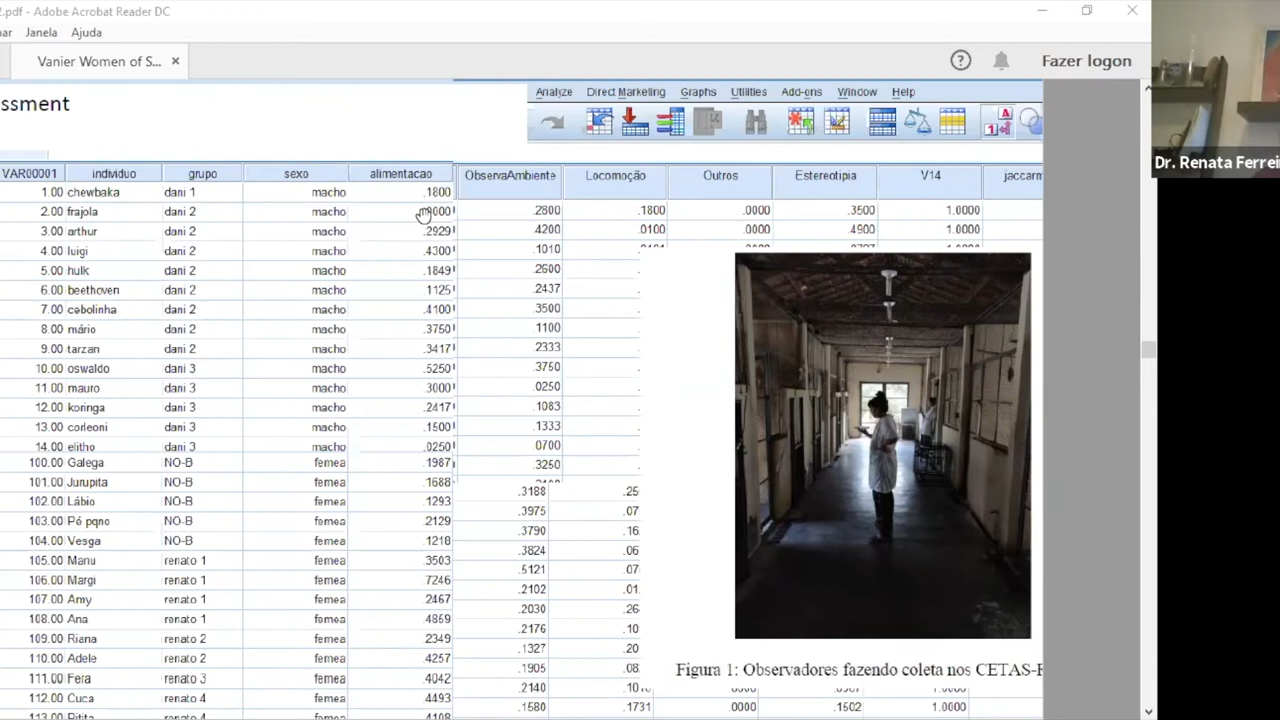 2.pdf - Adobe Acrobat Reader DC
Janela Ajuda
Vanier Women of S... ×
Fazer logon
Dr. Renata Ferrei
Analyze Direct Marketing Graphs Utilities Add-ons Window Help
VAR00001 individuo grupo sexo alimentacao ObservaAmbiente Locomoção Outros Estereotipia V14
1.00 chewbaka dani 1 macho .1800
2.00 frajola dani 2 macho
3.00 arthur dani 2 macho .2929
4.00 luigi dani 2 macho .4300
5.00 hulk dani 2 macho .1849
6.00 beethoven dani 2 macho .1125
7.00 cebolinha dani 2 macho .4100
8.00 mário dani 2 macho .3750
9.00 tarzan dani 2 macho .3417
10.00 oswaldo dani 3 macho .5250
11.00 mauro dani 3 macho .3000
12.00 koringa dani 3 macho .2417
13.00 corleoni dani 3 macho .1500
14.00 elitho dani 3 macho .0250
100.00 Galega NO-B femea .1987
101.00 Jurupita NO-B femea .1688
102.00 Lábio NO-B femea .1293
103.00 Pé pqno NO-B femea .2129
104.00 Vesga NO-B femea .1218
105.00 Manu renato 1 femea .3503
106.00 Margi renato 1 femea .7246
107.00 Amy renato 1 femea .2467
108.00 Ana renato 1 femea .4859
109.00 Riana renato 2 femea .2349
110.00 Adele renato 2 femea .4257
111.00 Fera renato 3 femea .4042
112.00 Cuca renato 4 femea .4493
.2800 .1800 .0000 .3500 1.0000
.4200 .0100 .0000 .4900 1.0000
.1010
.2600
.2437
.3500
.1100
.2333
.3750
.0250
.1083
.1333
.0700
.3250
.3188 .25
.3975 .07
.3790 .16
.3824 .06
.5121 .07
.2102 .01
.2030 .26
.2176 .10
.1327 .20
.1905 .08
.2140
.1580 .1731 .0000 .1502 1.0000
Figura 1: Observadores fazendo coleta nos